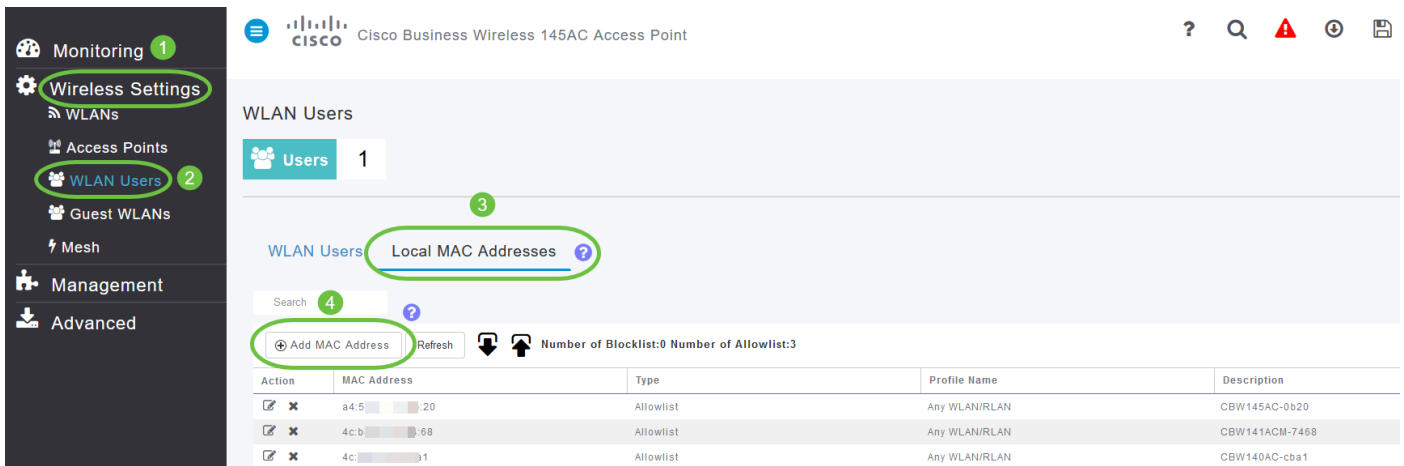 CISCO Cisco Business Wireless 145AC Access Point ?
Monitoring 1
Wireless Settings
WLANs
Access Points
WLAN Users 2
Guest WLANs
Mesh
Management
Advanced
WLAN Users
Users 1
3
WLAN Users Local MAC Addresses ?
Search 4 ?
Add MAC Address Refresh Number of Blocklist:0 Number of Allowlist:3
Action MAC Address Type Profile Name Description
a4:5 :20 Allowlist Any WLAN/RLAN CBW145AC-0b20
4c:b :68 Allowlist Any WLAN/RLAN CBW141ACM-7468
4c: a1 Allowlist Any WLAN/RLAN CBW140AC-cba1